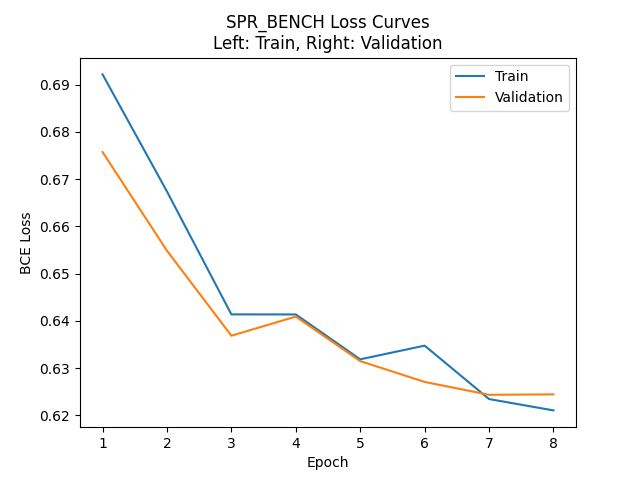 SPR_BENCH Loss Curves
Left: Train, Right: Validation
Train
Validation
BCE Loss
0.69
0.68
0.67
0.66
0.65
0.64
0.63
0.62
1 2 3 4 5 6 7 8
Epoch